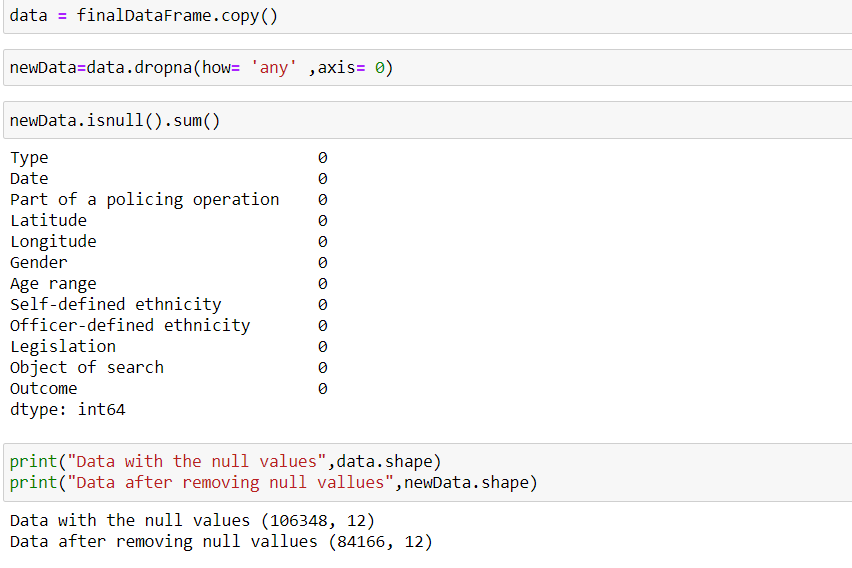 data = finalDataFrame.copy()
newData=data.dropna(how= 'any' ,axis= 0)
newData.isnull().sum()
Type 0
Date 0
Part of a policing operation 0
Latitude 0
Longitude 0
Gender 0
Age range 0
Self-defined ethnicity 0
Officer-defined ethnicity 0
Legislation 0
Object of search 0
Outcome 0
dtype: int64
print("Data with the null values",data.shape)
print("Data after removing null vallues",newData.shape)
Data with the null values (106348, 12)
Data after removing null vallues (84166, 12)